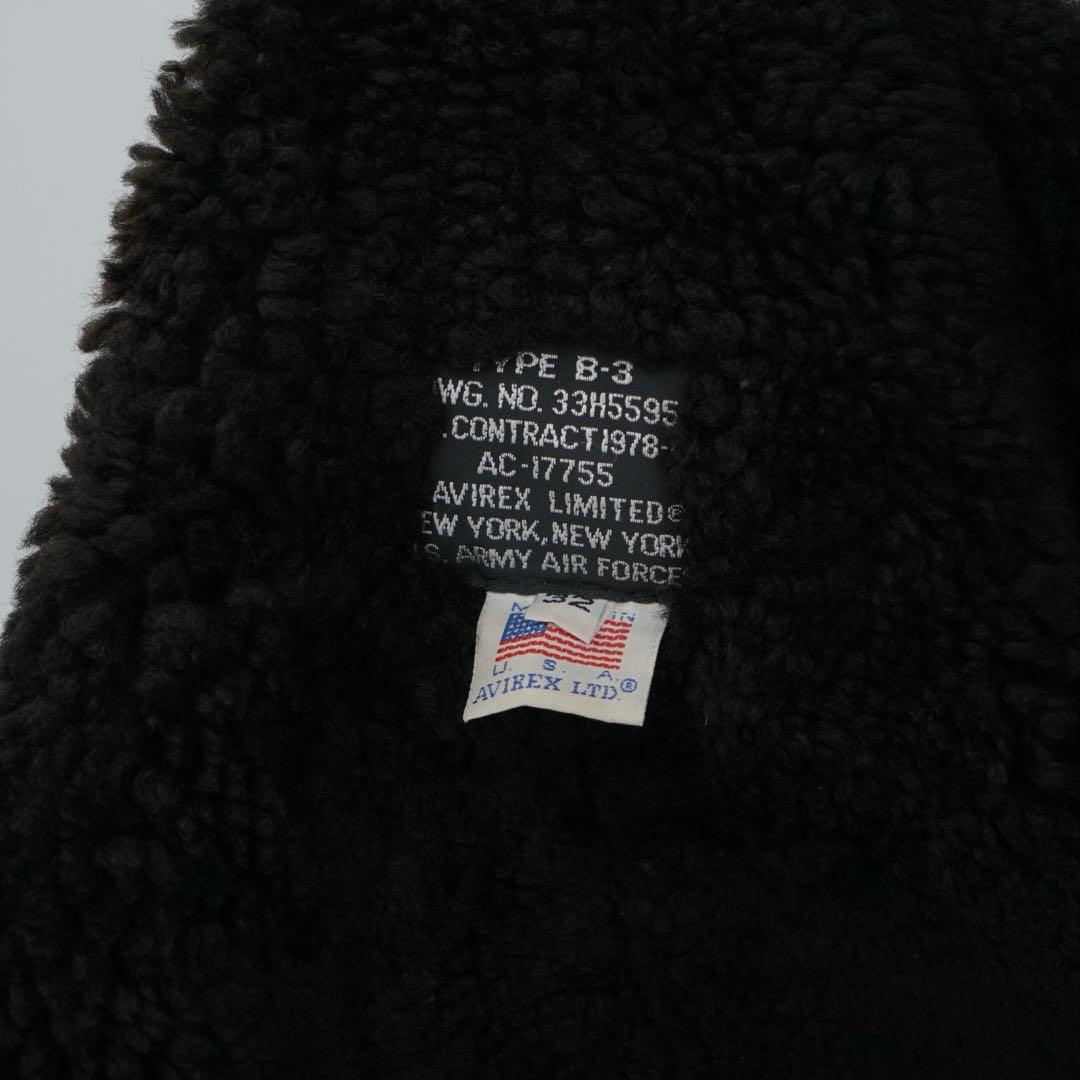 TYPE B-3
WG. NO. 33H5595
.CONTRACT1978-
AC-17755
AVIREX LIMITED®
EW YORK, NEW YORK
S. ARMY AIR FORCE
32
U. S. A.
AVIREX LTD.®